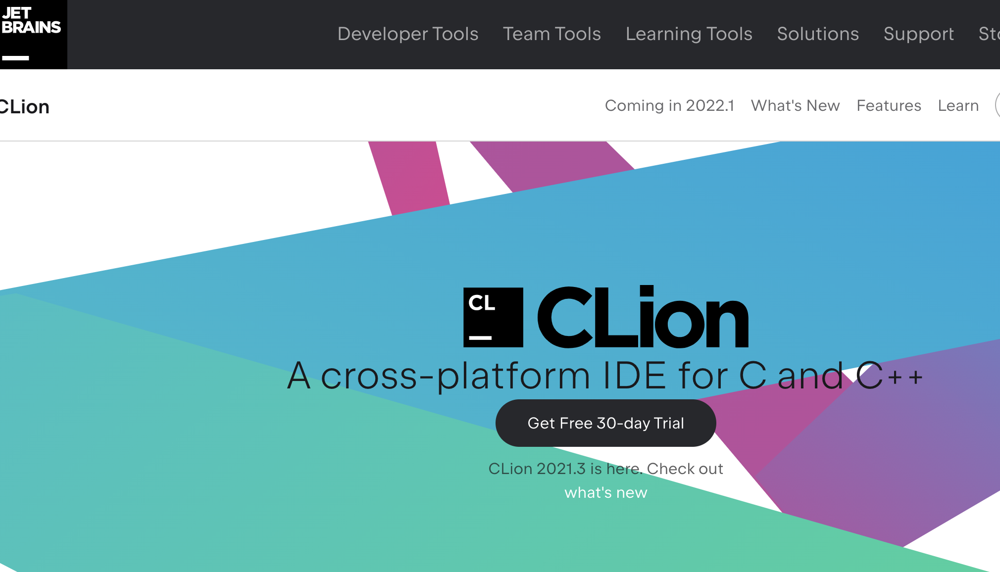 JET
BRAINS
Developer Tools Team Tools Learning Tools Solutions Support
CLion
Coming in 2022.1 What's New Features Learn
CL
CLion
A cross-platform IDE for C and C++
Get Free 30-day Trial
CLion 2021.3 is here. Check out
what's new